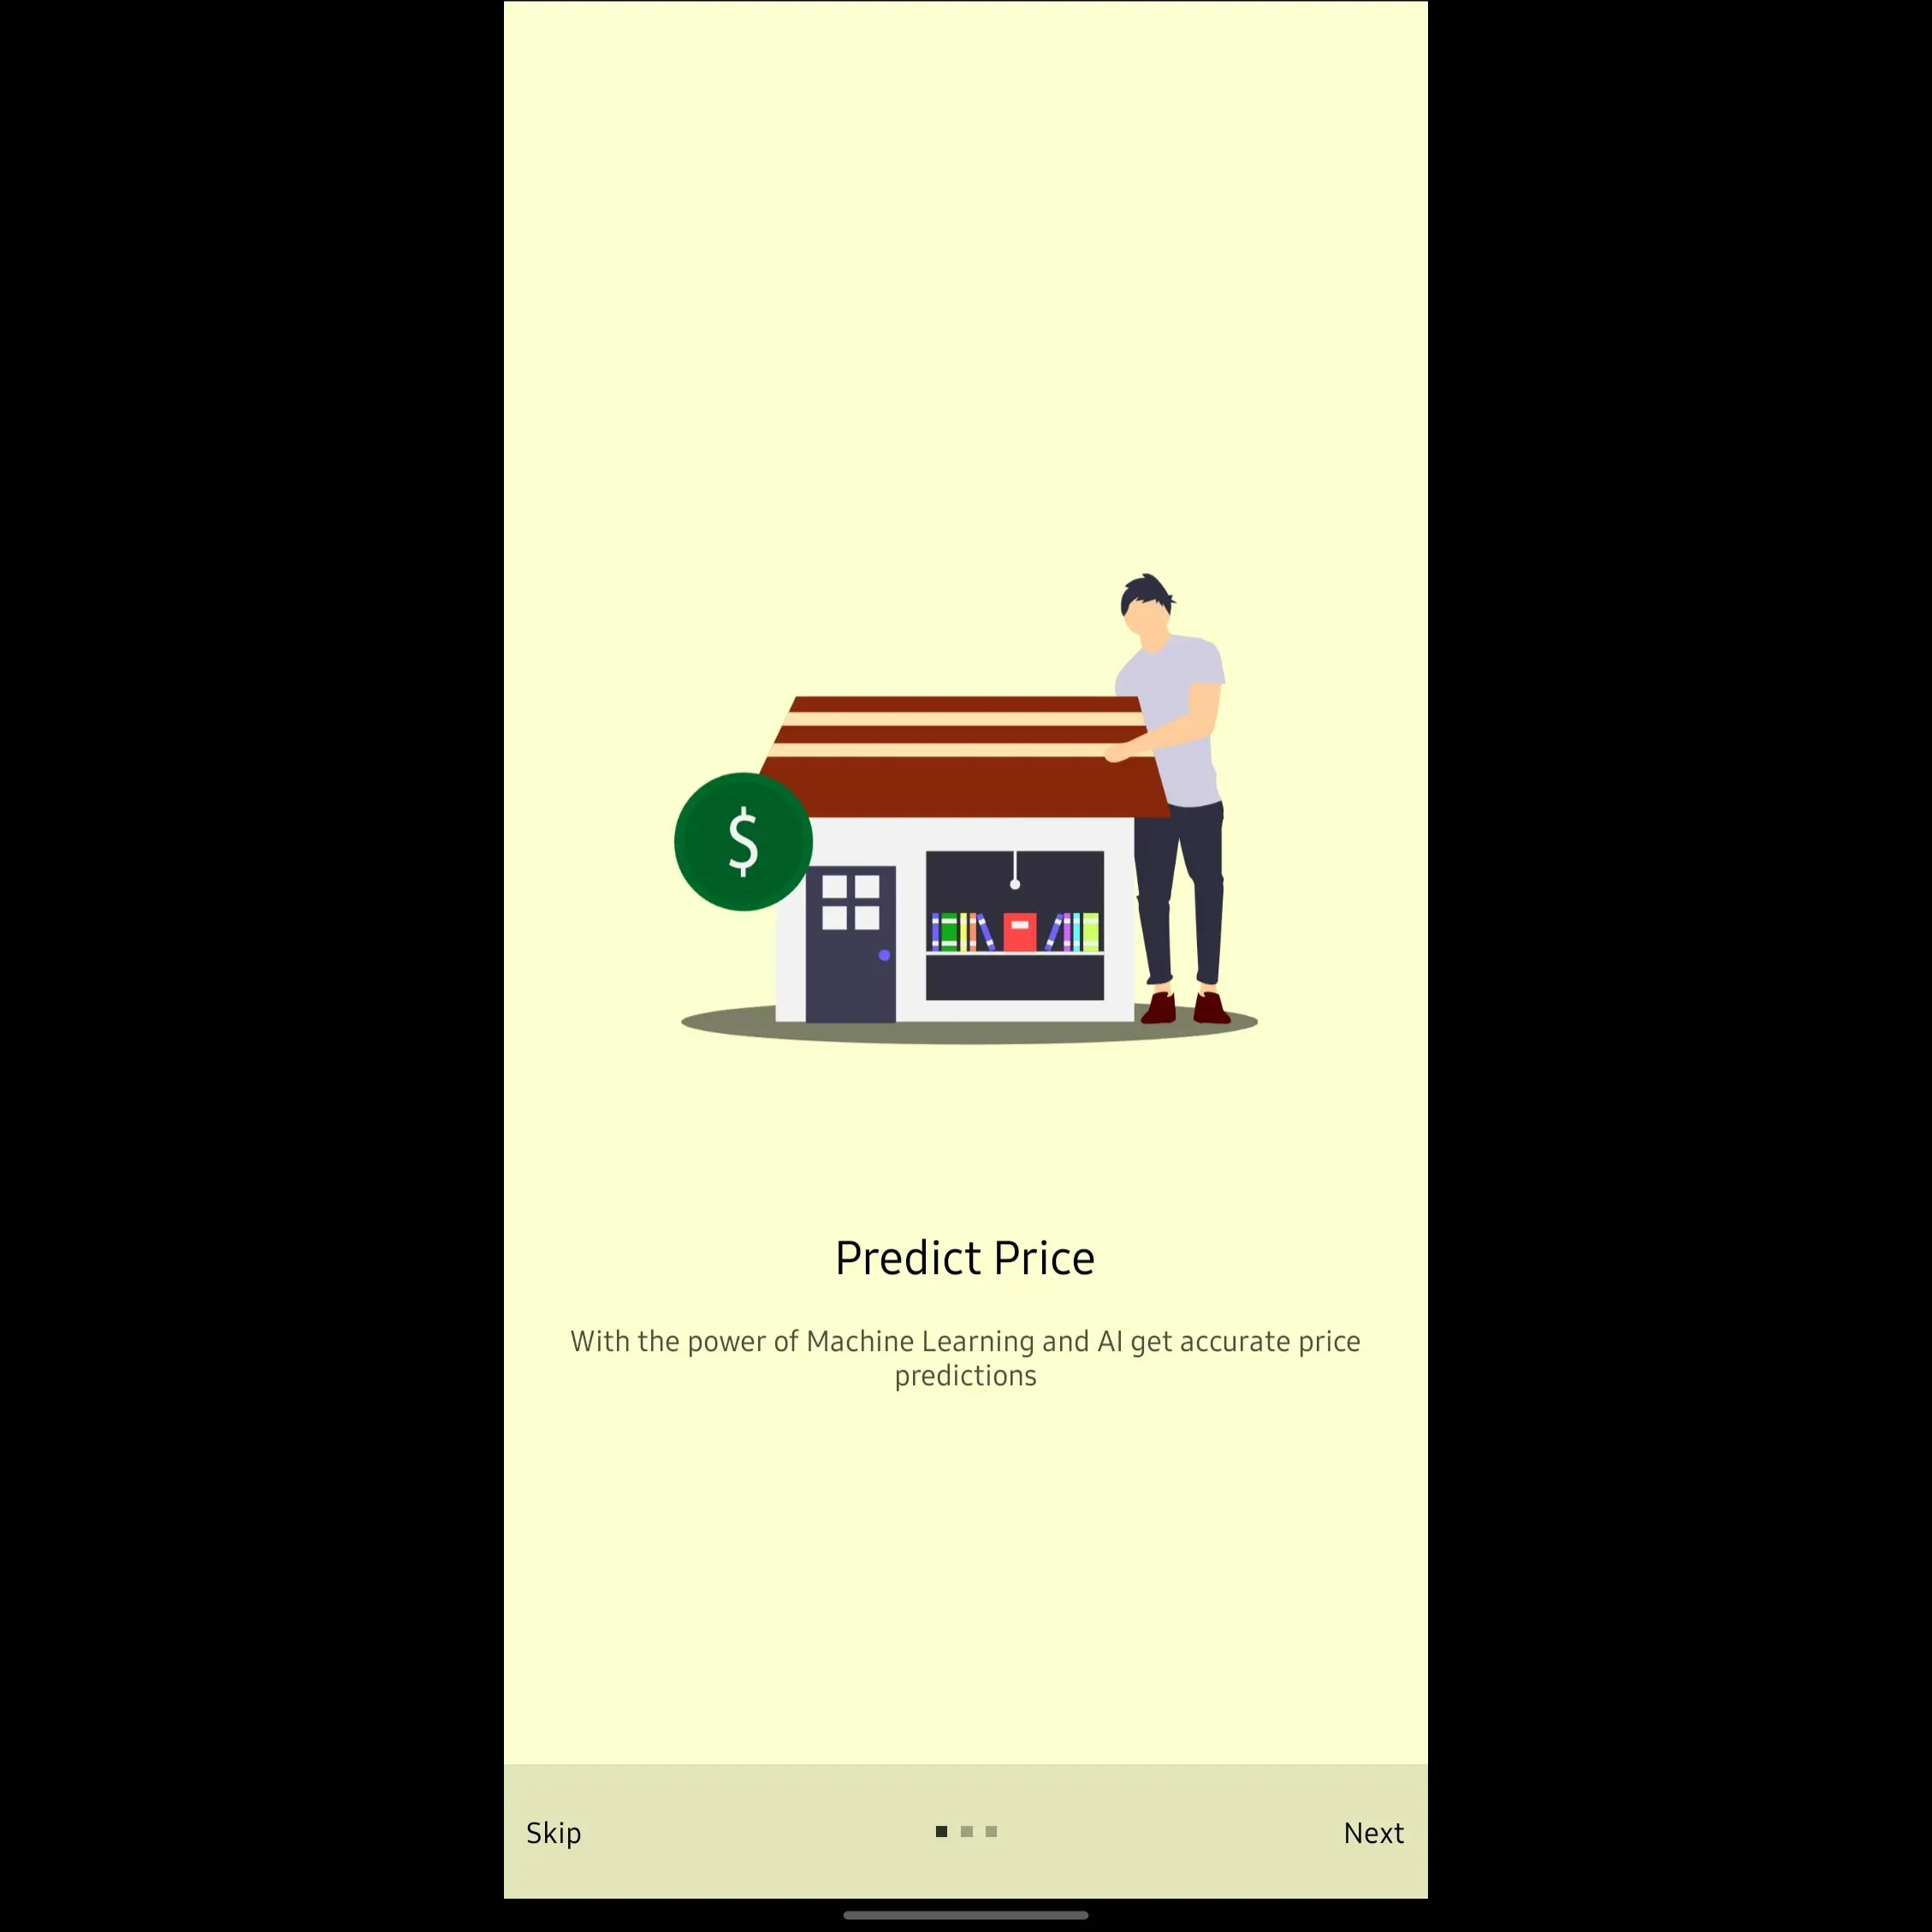 $
Predict Price
With the power of Machine Learning and AI get accurate price
predictions
Skip
Next